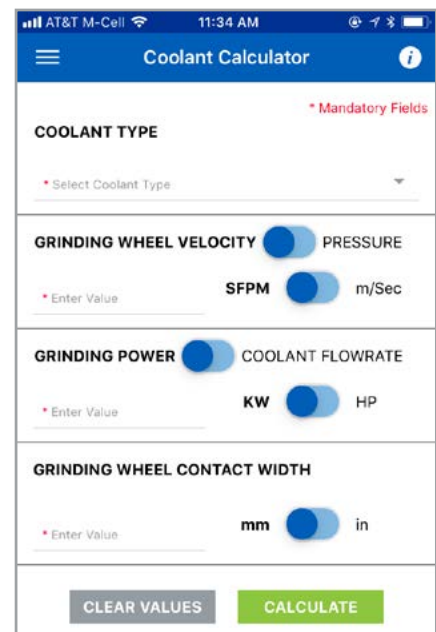 AT&T M-Cell 11:34 AM
Coolant Calculator i
* Mandatory Fields
COOLANT TYPE
* Select Coolant Type
GRINDING WHEEL VELOCITY PRESSURE
SFPM m/Sec
* Enter Value
GRINDING POWER COOLANT FLOWRATE
KW HP
* Enter Value
GRINDING WHEEL CONTACT WIDTH
mm in
* Enter Value
CLEAR VALUES CALCULATE